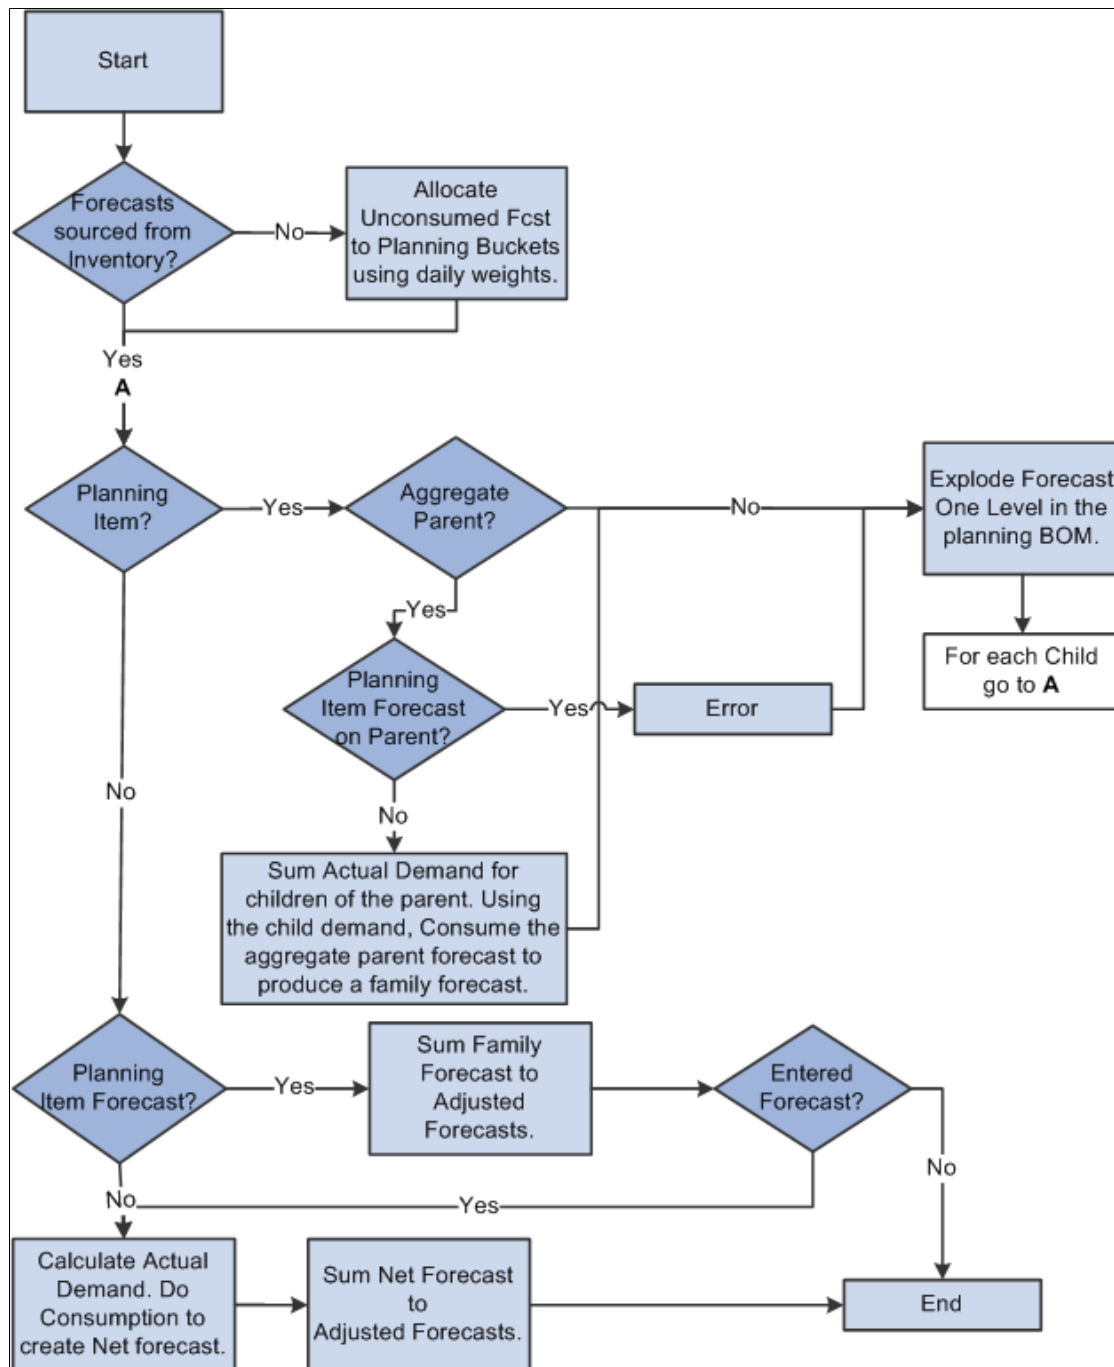 Start
Forecasts
sourced from
Inventory?
No
Allocate
Unconsumed Fcst
to Planning Buckets
using daily weights.
Yes
A
Planning
Item?
Yes
Aggregate
Parent?
No
Explode Forecast
One Level in the
planning BOM.
Yes
For each Child
go to A
Planning
Item Forecast
on Parent?
Yes
Error
No
No
Sum Actual Demand for
children of the parent. Using
the child demand, Consume the
aggregate parent forecast to
produce a family forecast.
Planning
Item Forecast?
Yes
Sum Family
Forecast to
Adjusted
Forecasts.
Entered
Forecast?
No
No
Yes
Calculate Actual
Demand. Do
Consumption to
create Net forecast.
Sum Net Forecast
to
Adjusted Forecasts.
End